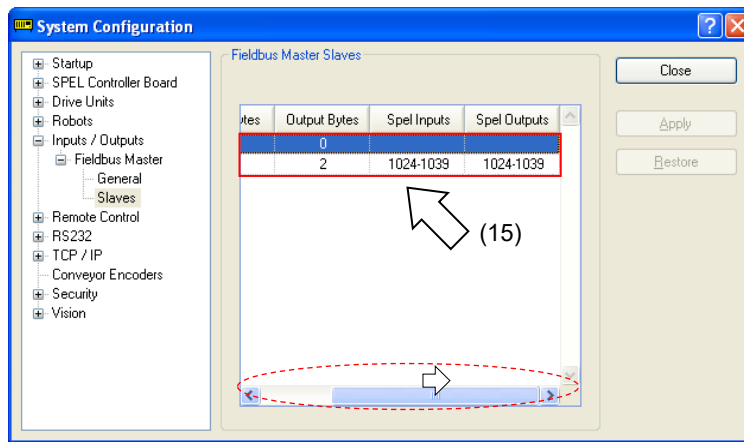 System Configuration
Startup
SPEL Controller Board
Drive Units
Robots
Inputs / Outputs
Fieldbus Master
General
Slaves
Remote Control
RS232
TCP / IP
Conveyor Encoders
Security
Vision
Fieldbus Master Slaves
ytes Output Bytes Spel Inputs Spel Outputs
0
2 1024-1039 1024-1039
(15)
Close
Apply
Restore